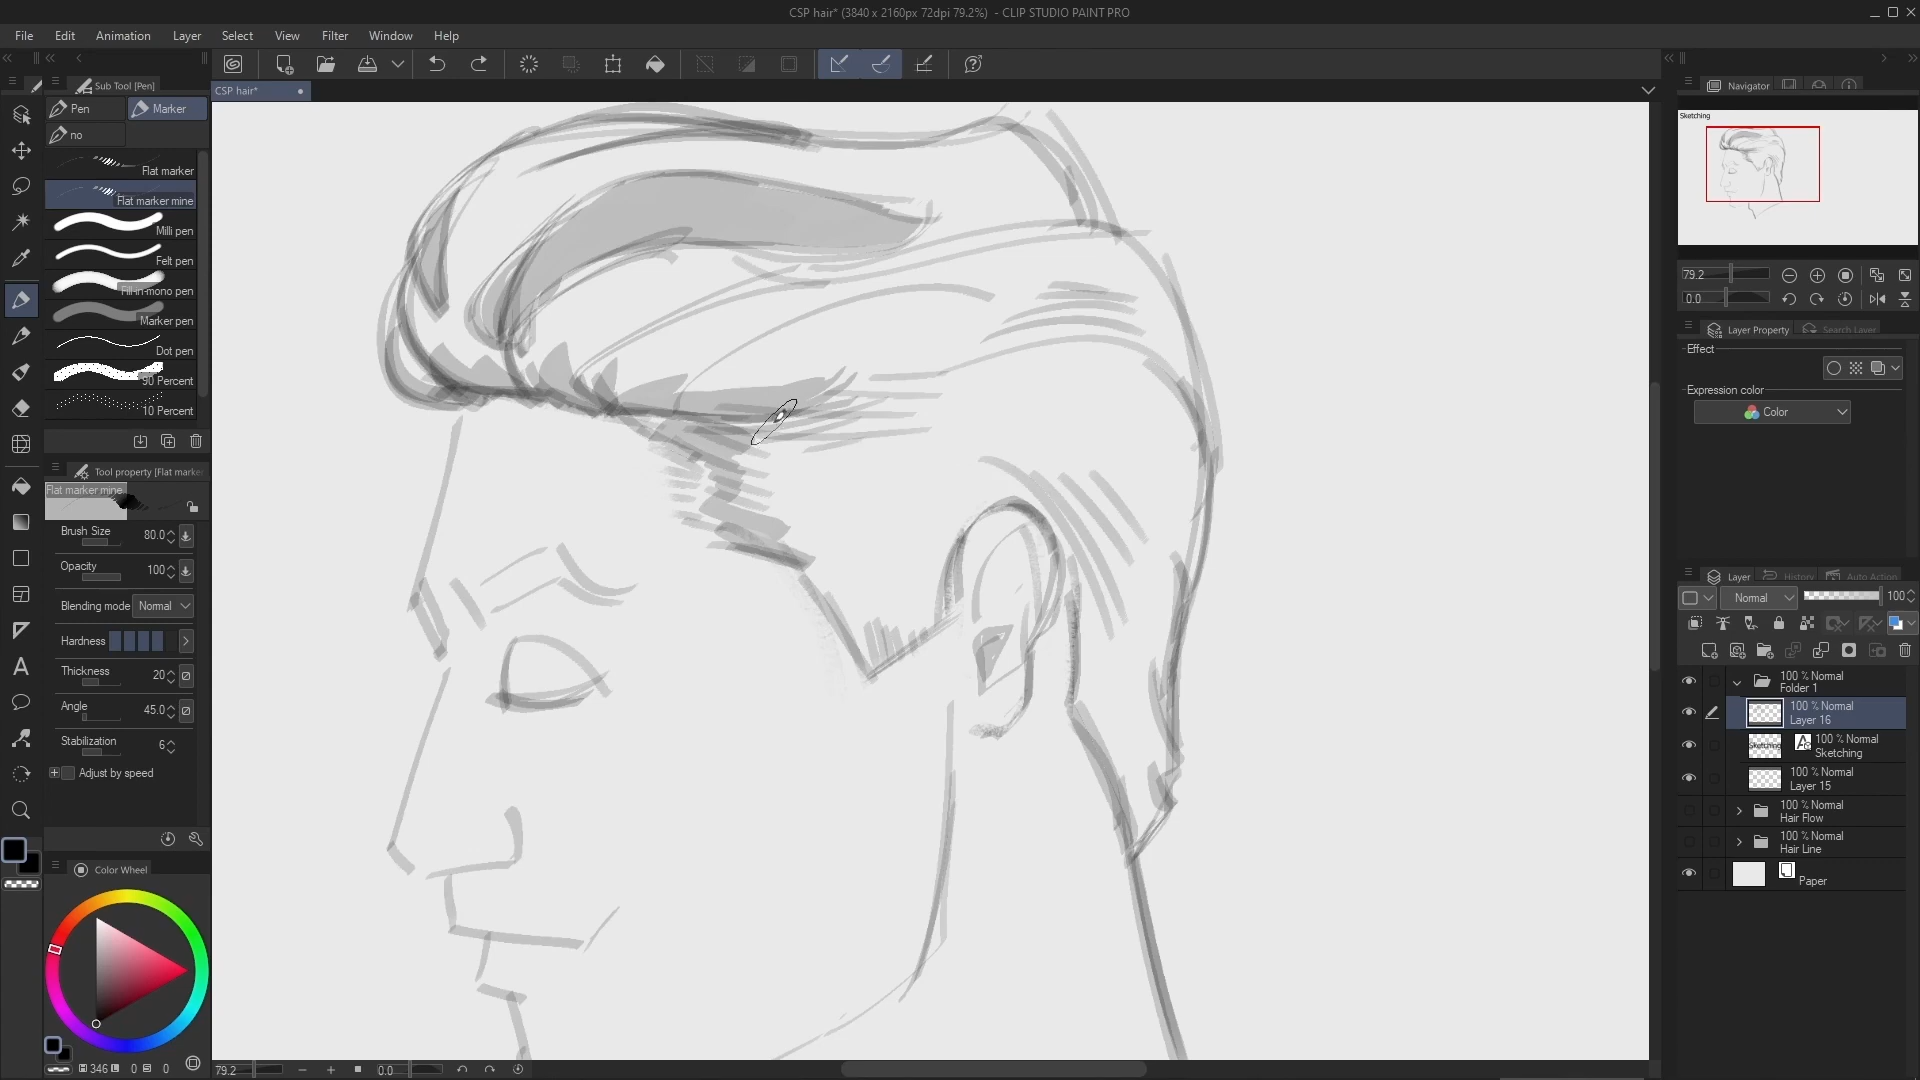 CSP hair* (3840 x 2160px 72dpi 79.2%) - CLIP STUDIO PAINT PRO
File Edit Animation Layer Select View Filter Window Help
Sub Tool [Pen]
CSP hair*
Navigator
Pen Marker
no
Flat marker
Flat marker mine
Milli pen
Felt pen
Fill-in-mono pen
Marker pen
Dot pen
90 Percent
10 Percent
Tool property [Flat marker
Flat marker mine
Brush Size 80.0
Opacity 100
Blending mode Normal
Hardness
Thickness 20
Angle 45.0
Stabilization 6
Adjust by speed
Color Wheel
346 L 0 0
79.2 0.0
Sketching
79.2
0.0
Layer Property Search Layer
Effect
Expression color
Color
Layer History Auto Action
Normal 100
100 % Normal
Folder 1
100 % Normal
Layer 16
Sketching
100 % Normal
Sketching
100 % Normal
Layer 15
100 % Normal
Hair Flow
100 % Normal
Hair Line
Paper